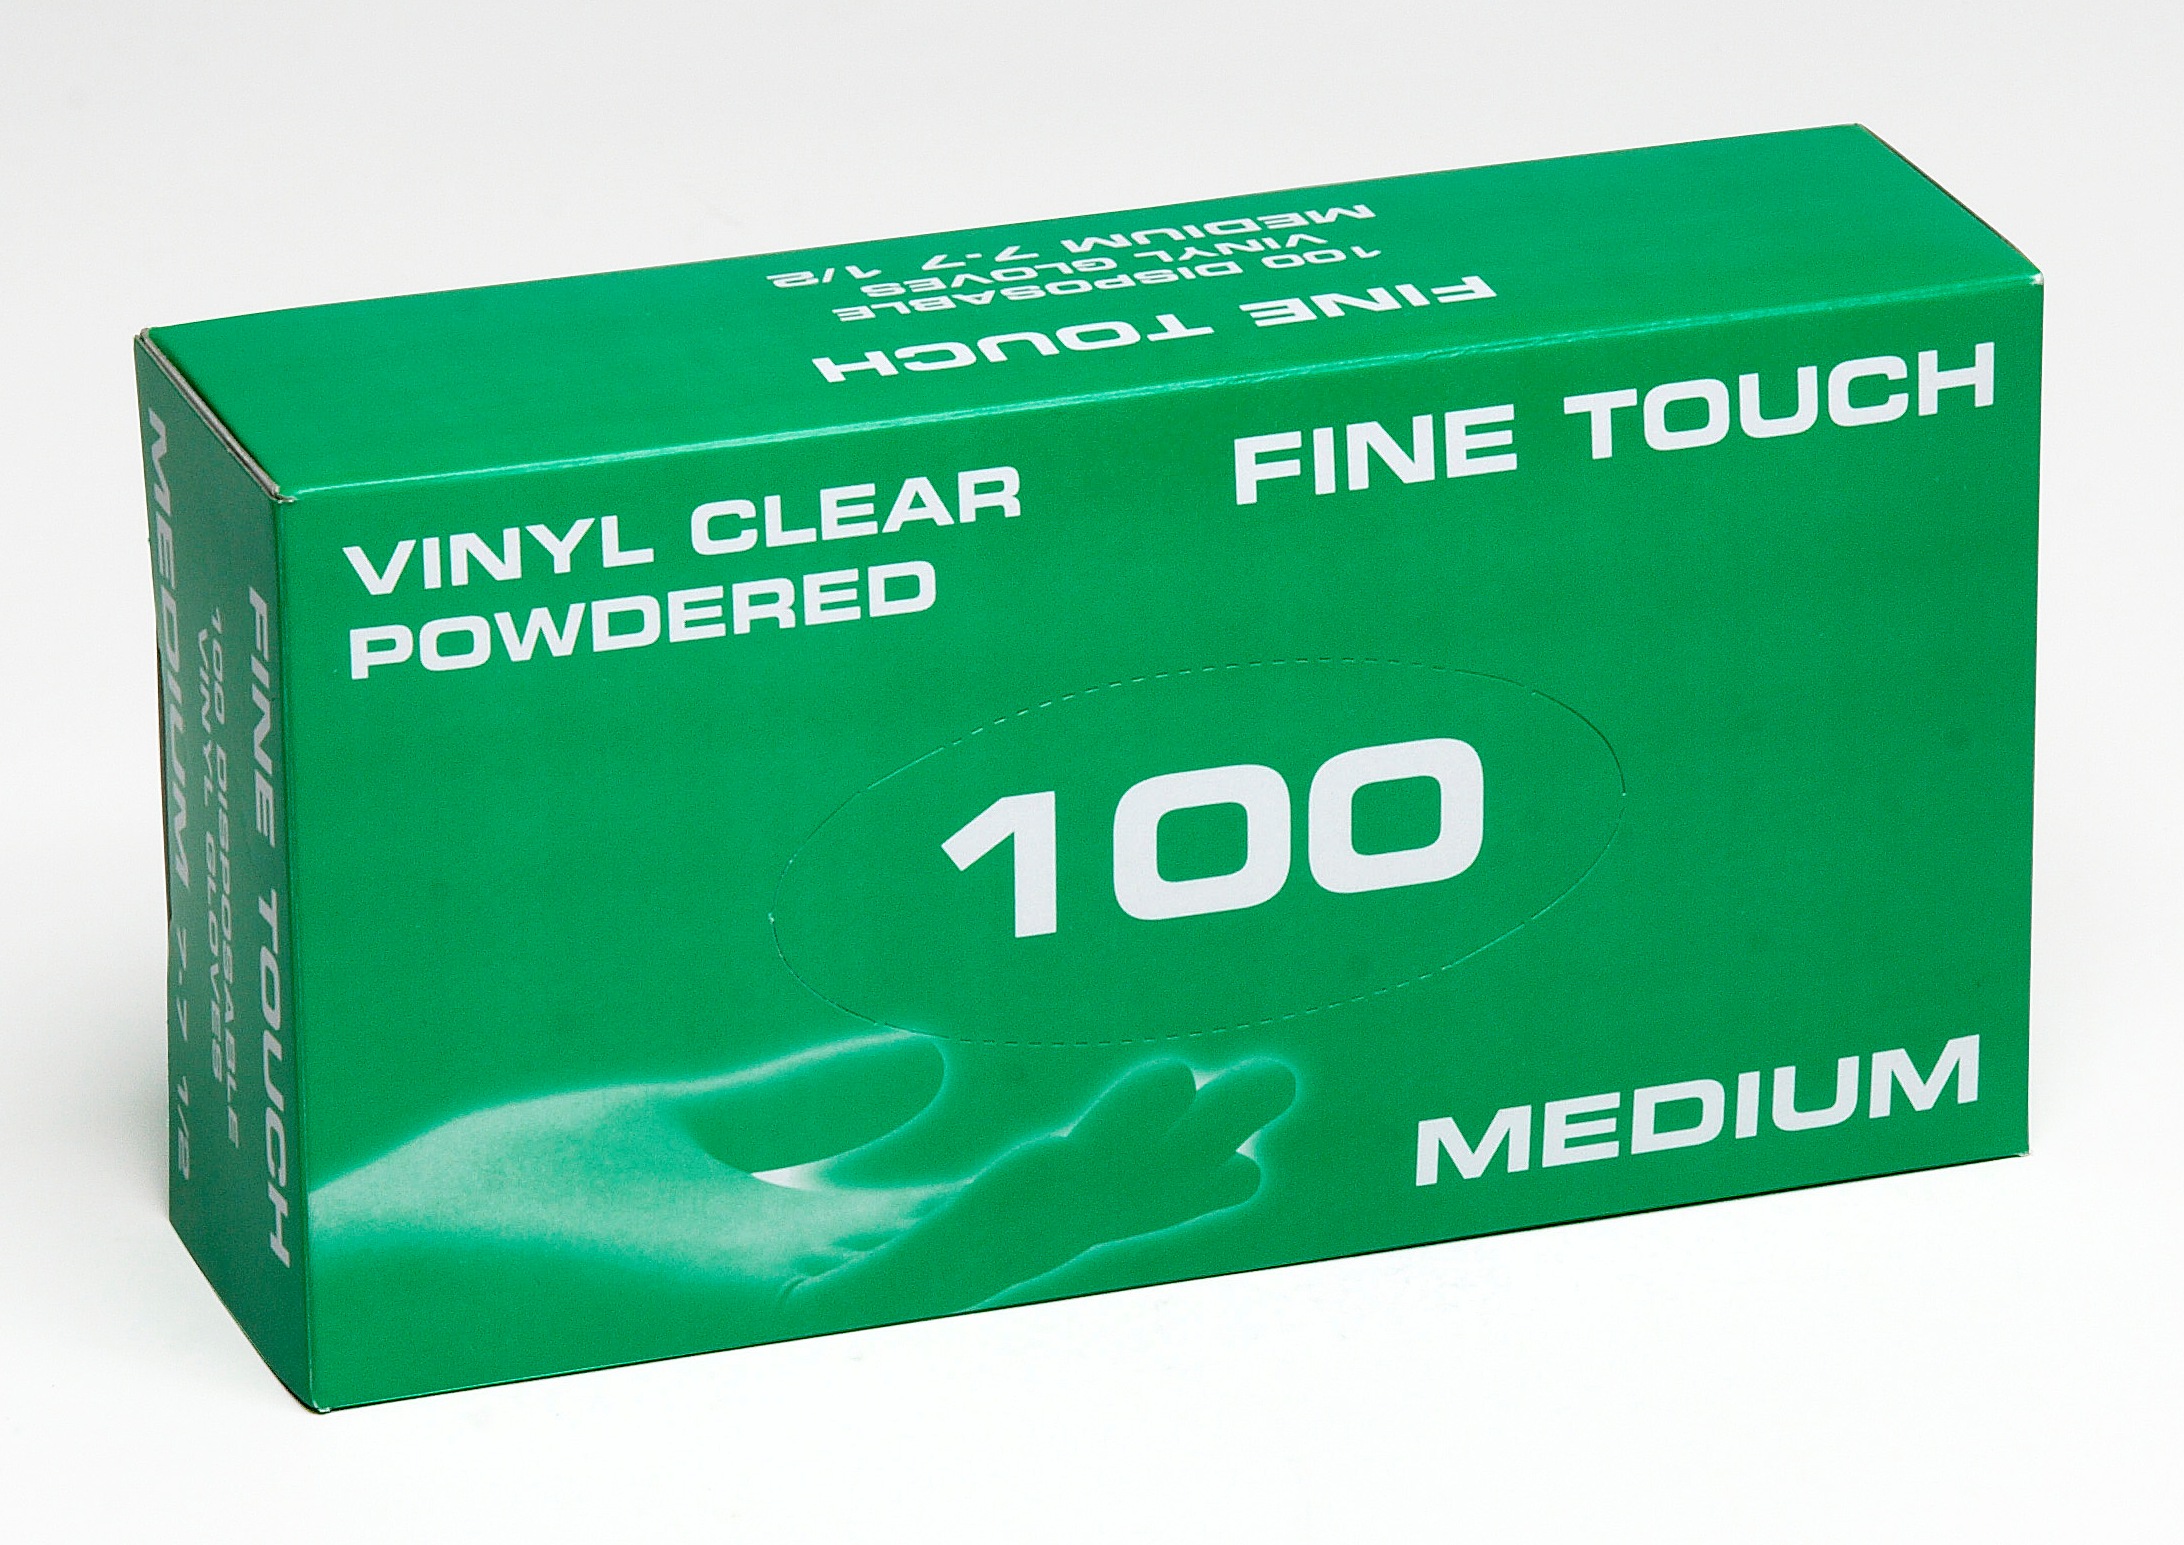 FINE TOUCH
100 DISPOSABLE
VINYL GLOVES
MEDIUM 7-7 1/2
VINYL CLEAR
POWDERED
FINE TOUCH
100
MEDIUM
FINE TOUCH
100 DISPOSABLE
VINYL GLOVES
MEDIUM 7-7 1/2